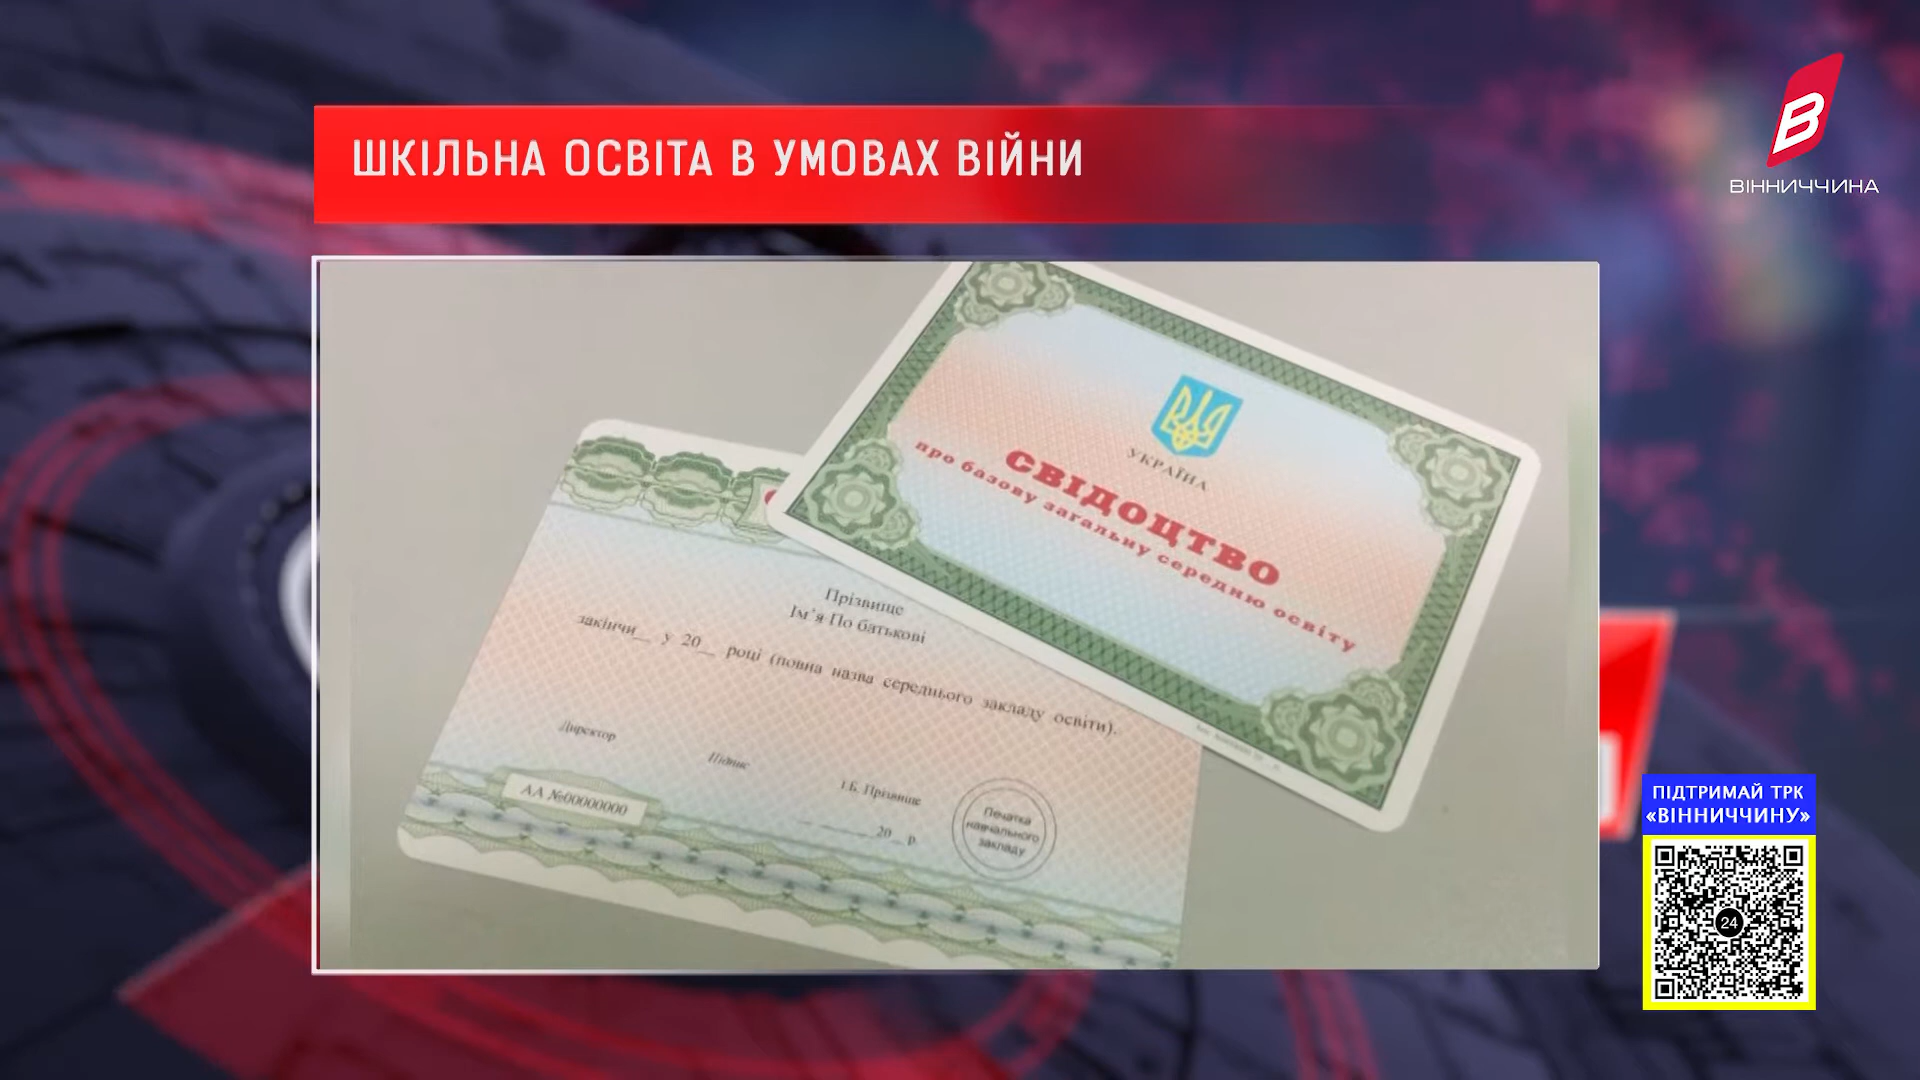 ШКІЛЬНА ОСВІТА В УМОВАХ ВІЙНИ
В
ВІННИЧЧИНА
УКРАЇНА
СВІДОЦТВО
про базову загальну середню освіту
Прізвище
Ім’я По батькові
закінчи__ у 20__ році (повна назва середнього закладу освіти).
Директор
Підпис
І.Б. Прізвище
20__ р.
АА №00000000
Печатка
навчального
закладу
ПІДТРИМАЙ ТРК
«ВІННИЧЧИНУ»
24